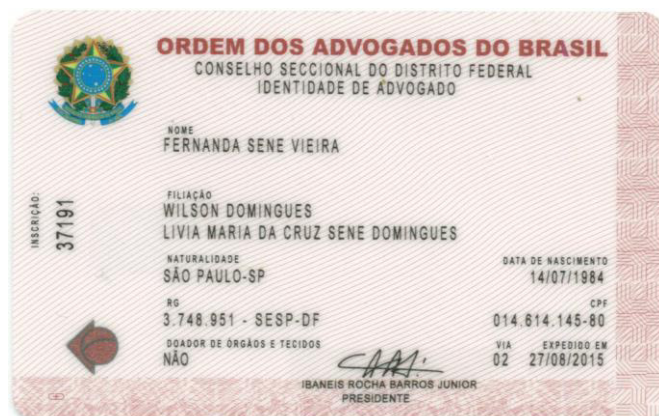 ORDEM DOS ADVOGADOS DO BRASIL
CONSELHO SECCIONAL DO DISTRITO FEDERAL
IDENTIDADE DE ADVOGADO
NOME
FERNANDA SENE VIEIRA
INSCRIÇÃO:
37191
FILIAÇÃO
WILSON DOMINGUES
LIVIA MARIA DA CRUZ SENE DOMINGUES
NATURALIDADE DATA DE NASCIMENTO
SÃO PAULO-SP 14/07/1984
RG CPF
3.748.951 - SESP-DF 014.614.145-80
DOADOR DE ÓRGÃOS E TECIDOS VIA EXPEDIDO EM
NÃO 02 27/08/2015
IBANEIS ROCHA BARROS JUNIOR
PRESIDENTE